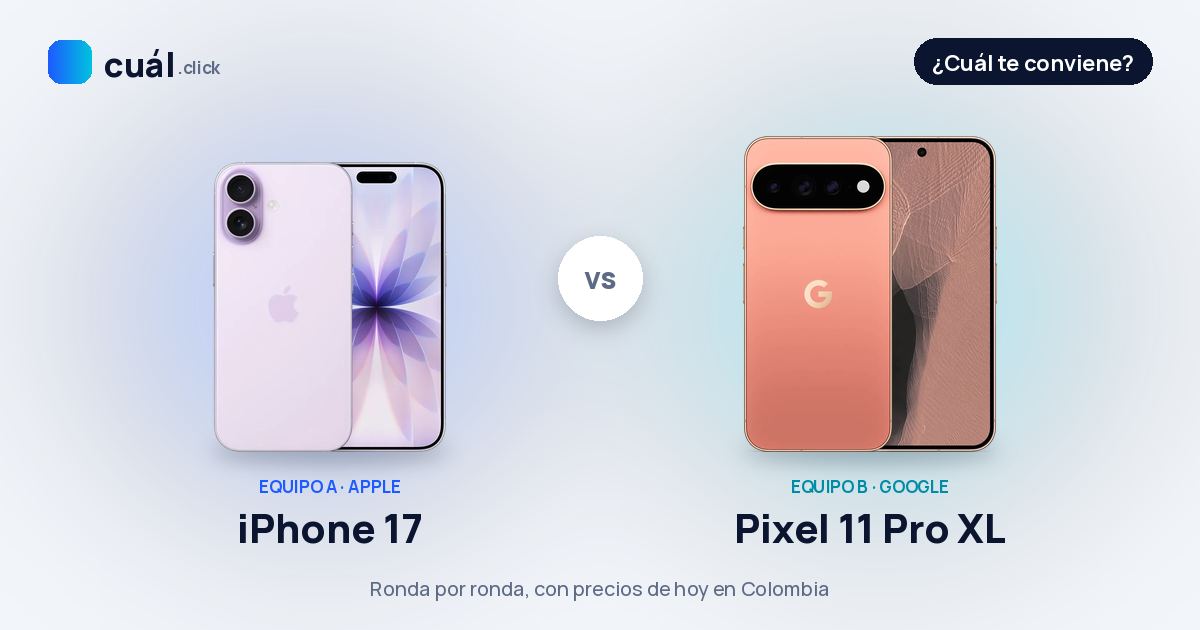 cuál.click
¿Cuál te conviene?
VS
EQUIPO A · APPLE
iPhone 17
EQUIPO B · GOOGLE
Pixel 11 Pro XL
Ronda por ronda, con precios de hoy en Colombia